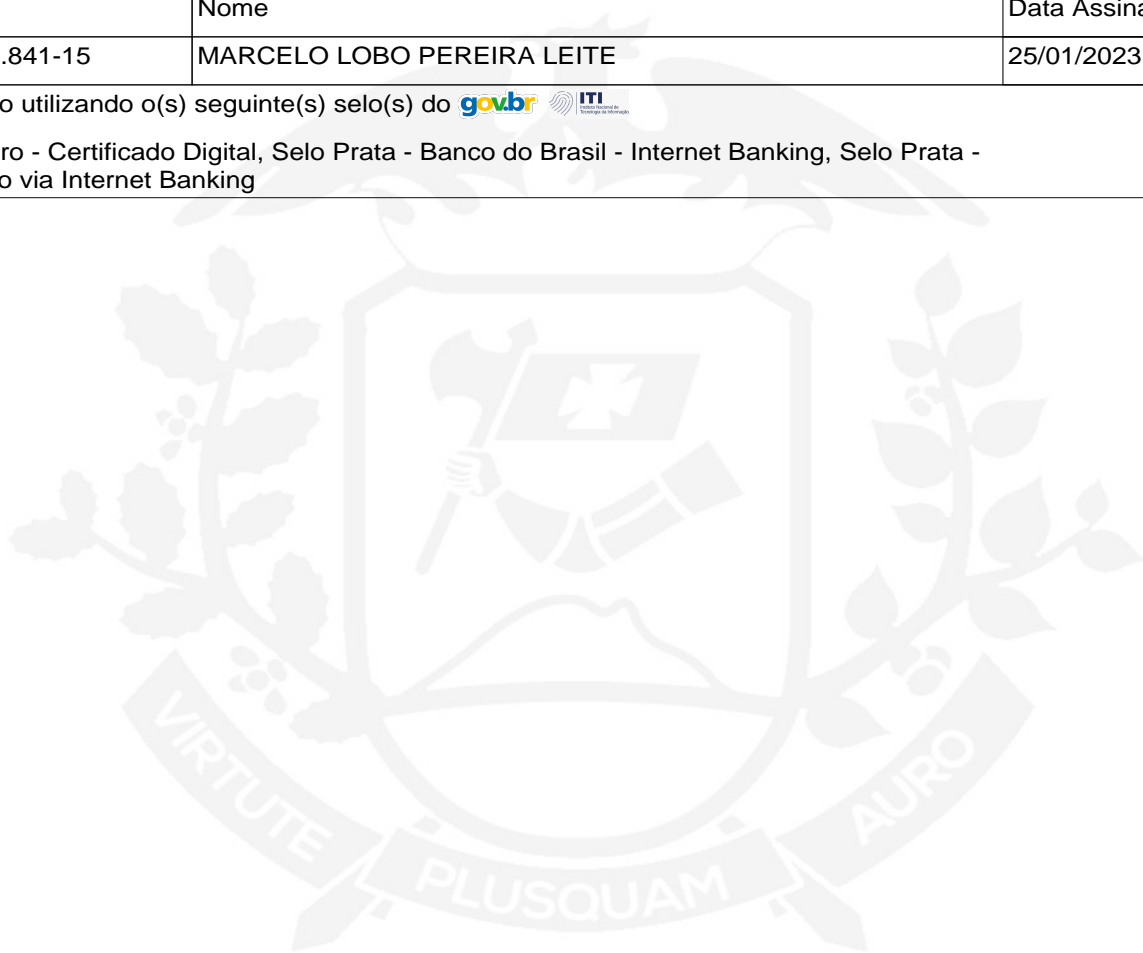 Nome Data Assina
.841-15 MARCELO LOBO PEREIRA LEITE 25/01/2023
o utilizando o(s) seguinte(s) selo(s) do gov.br ITI
ro - Certificado Digital, Selo Prata - Banco do Brasil - Internet Banking, Selo Prata -
o via Internet Banking
VIRTUTE PLUSQUAM AURO